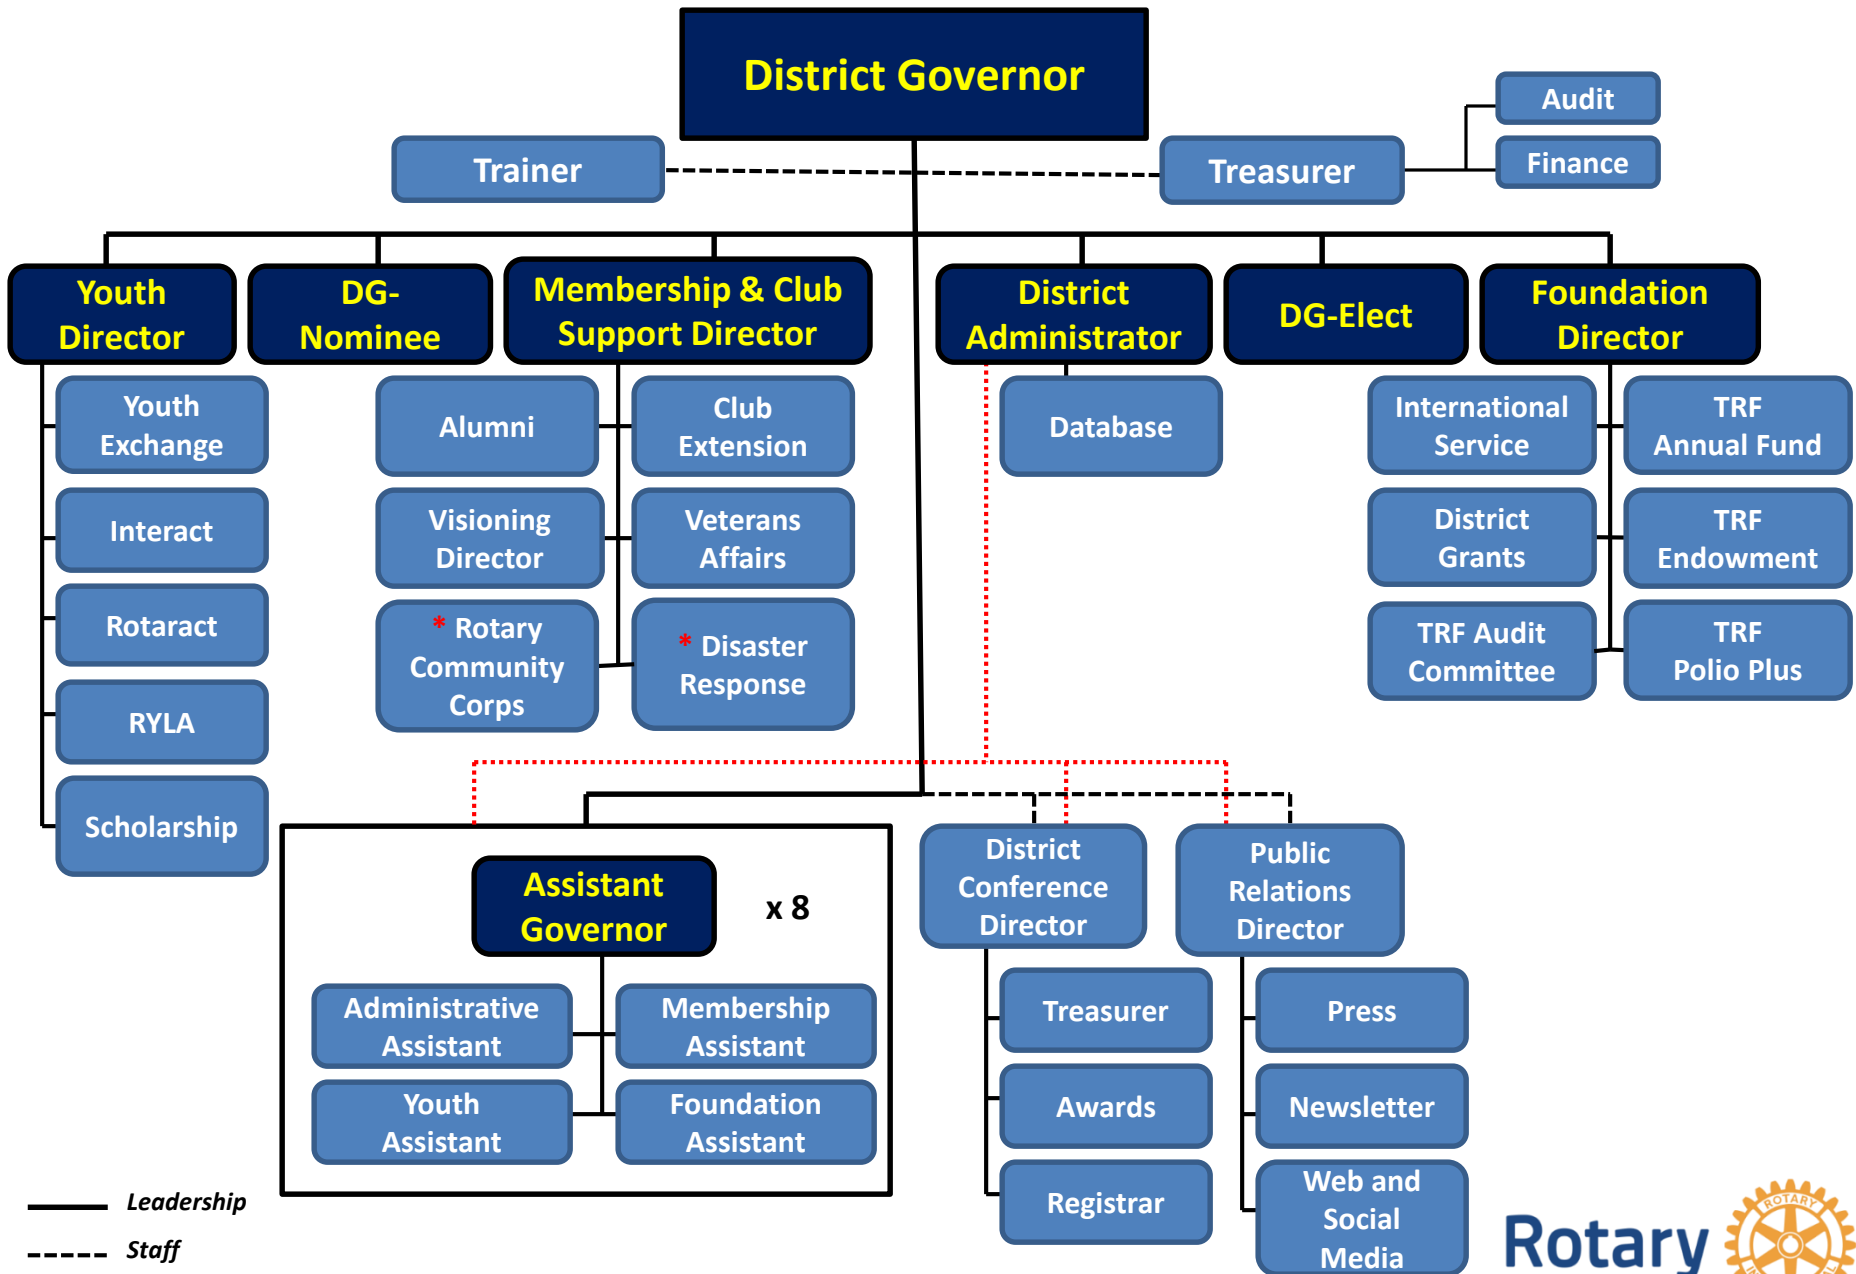 District Governor
Audit
Finance
Trainer
Treasurer
Youth
Director
DG-
Nominee
Membership & Club
Support Director
District
Administrator
DG-Elect
Foundation
Director
Youth
Exchange
Interact
Rotaract
RYLA
Scholarship
Alumni
Club
Extension
Visioning
Director
Veterans
Affairs
* Rotary
Community
Corps
* Disaster
Response
Database
International
Service
TRF
Annual Fund
District
Grants
TRF
Endowment
TRF Audit
Committee
TRF
Polio Plus
Assistant
Governor
x 8
Administrative
Assistant
Membership
Assistant
Youth
Assistant
Foundation
Assistant
District
Conference
Director
Treasurer
Awards
Registrar
Public
Relations
Director
Press
Newsletter
Web and
Social
Media
Leadership
Staff
Rotary
ROTARY